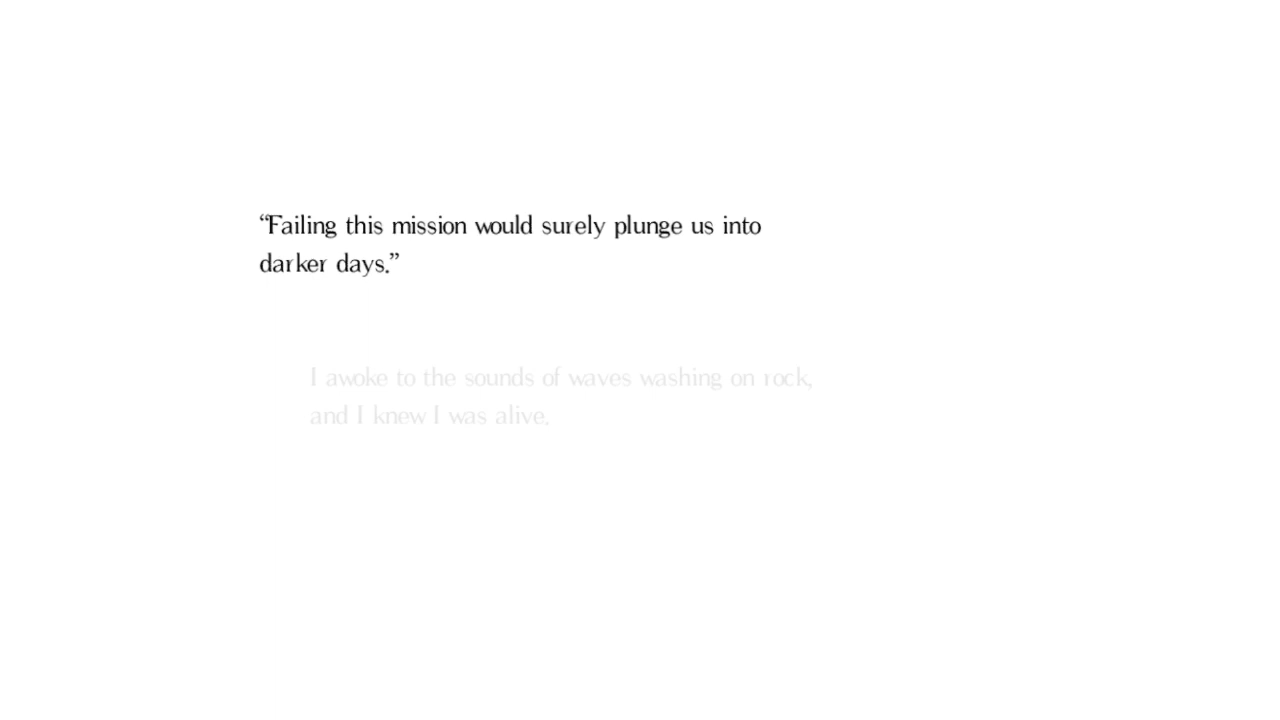 “Failing this mission would surely plunge us into
darker days.”
I awoke to the sounds of waves washing on rock,
and I knew I was alive.